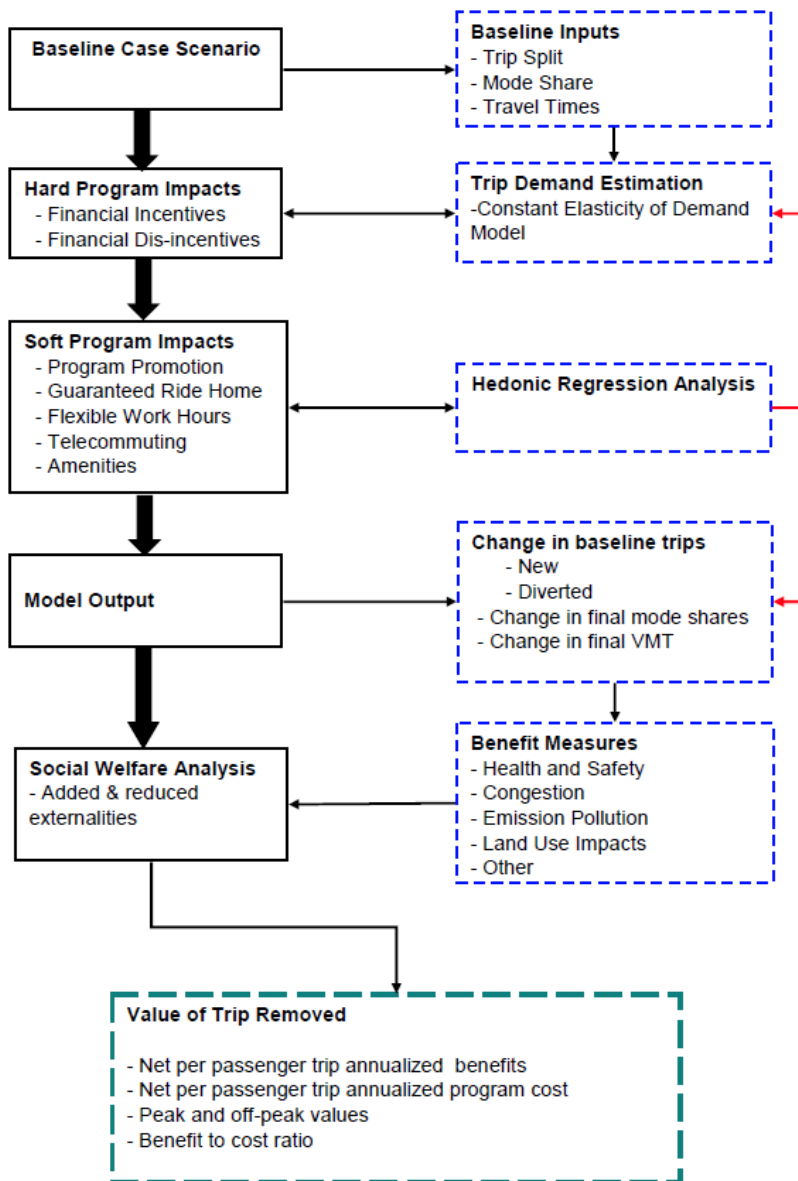 Baseline Case Scenario
Baseline Inputs
- Trip Split
- Mode Share
- Travel Times
Hard Program Impacts
- Financial Incentives
- Financial Dis-incentives
Trip Demand Estimation
-Constant Elasticity of Demand
Model
Soft Program Impacts
- Program Promotion
- Guaranteed Ride Home
- Flexible Work Hours
- Telecommuting
- Amenities
Hedonic Regression Analysis
Model Output
Change in baseline trips
- New
- Diverted
- Change in final mode shares
- Change in final VMT
Social Welfare Analysis
- Added & reduced
externalities
Benefit Measures
- Health and Safety
- Congestion
- Emission Pollution
- Land Use Impacts
- Other
Value of Trip Removed
- Net per passenger trip annualized benefits
- Net per passenger trip annualized program cost
- Peak and off-peak values
- Benefit to cost ratio